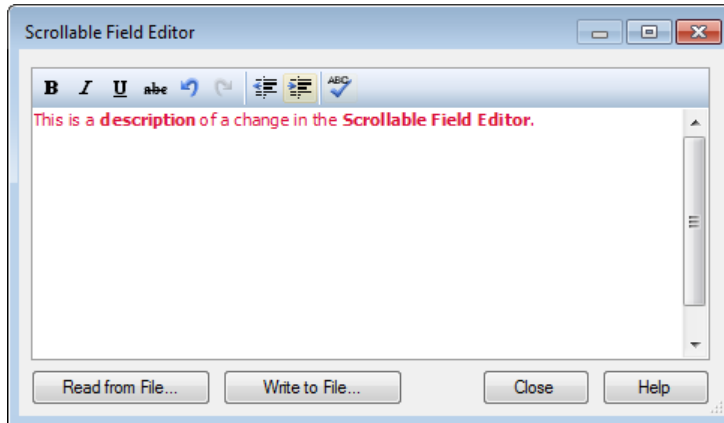 Scrollable Field Editor
B I U abc ABC
This is a description of a change in the Scrollable Field Editor.
Read from File... Write to File... Close Help